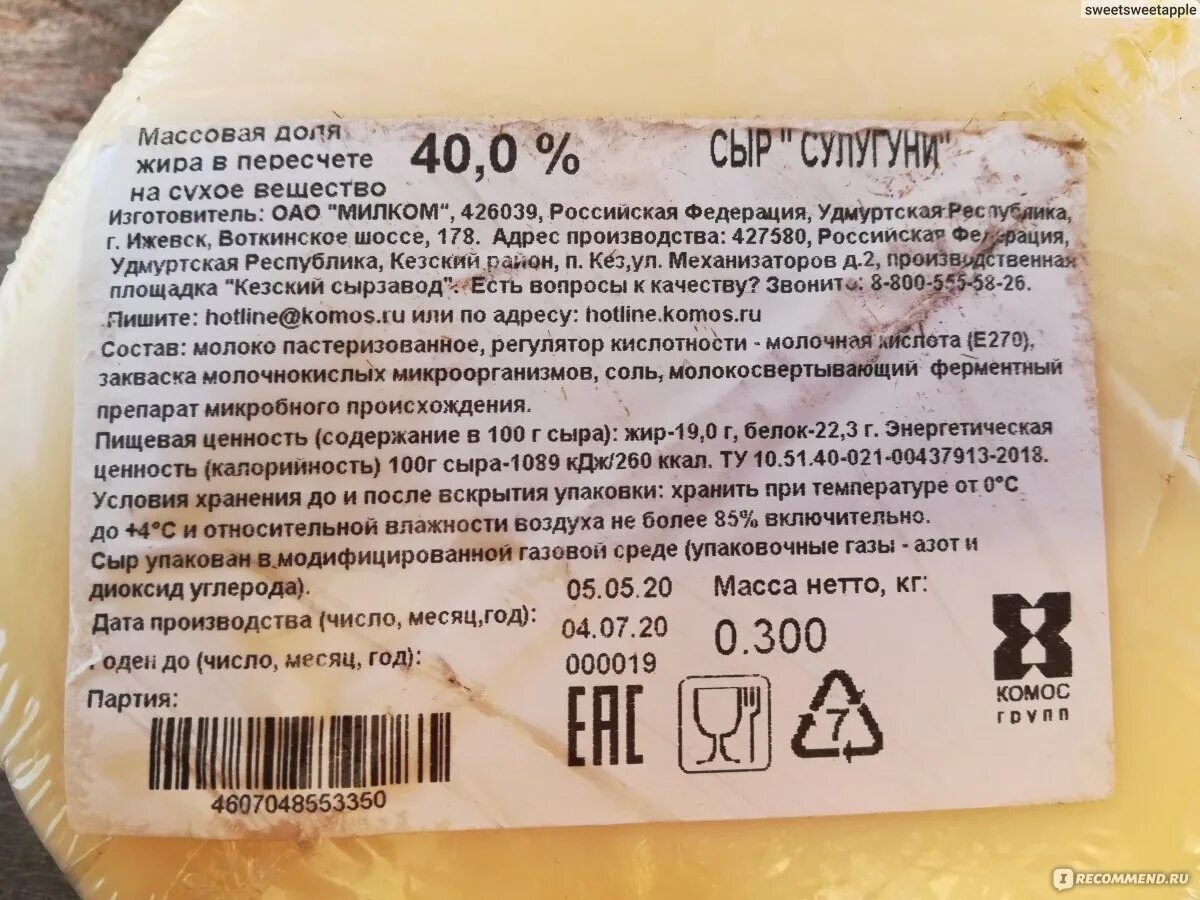 sweetsweetapple
Массовая доля
жира в пересчете 40,0 % СЫР " СУЛУГУНИ"
на сухое вещество
Изготовитель: ОАО "МИЛКОМ", 426039, Российская Федерация, Удмуртская Республика,
г. Ижевск, Воткинское шоссе, 178. Адрес производства: 427580, Российская Федерация,
Удмуртская Республика, Кезский район, п. Кез,ул. Механизаторов д.2, производственная
площадка "Кезский сырзавод". Есть вопросы к качеству? Звоните: 8-800-555-58-26.
Пишите: hotline@komos.ru или по адресу: hotline.komos.ru
Состав: молоко пастеризованное, регулятор кислотности - молочная кислота (Е270),
закваска молочнокислых микроорганизмов, соль, молокосвертывающий ферментный
препарат микробного происхождения.
Пищевая ценность (содержание в 100 г сыра): жир-19,0 г, белок-22,3 г. Энергетическая
ценность (калорийность) 100г сыра-1089 кДж/260 ккал. ТУ 10.51.40-021-00437913-2018.
Условия хранения до и после вскрытия упаковки: хранить при температуре от 0°С
до +4°С и относительной влажности воздуха не более 85% включительно.
Сыр упакован в модифицированной газовой среде (упаковочные газы - азот и
диоксид углерода). 05.05.20 Масса нетто, кг:
Дата производства (число, месяц,год): 04.07.20 0.300
Годен до (число, месяц, год): 000019
Партия:
ЕАС 7 КОМОС
ГРУПП
4607048553350
RECOMMEND.RU